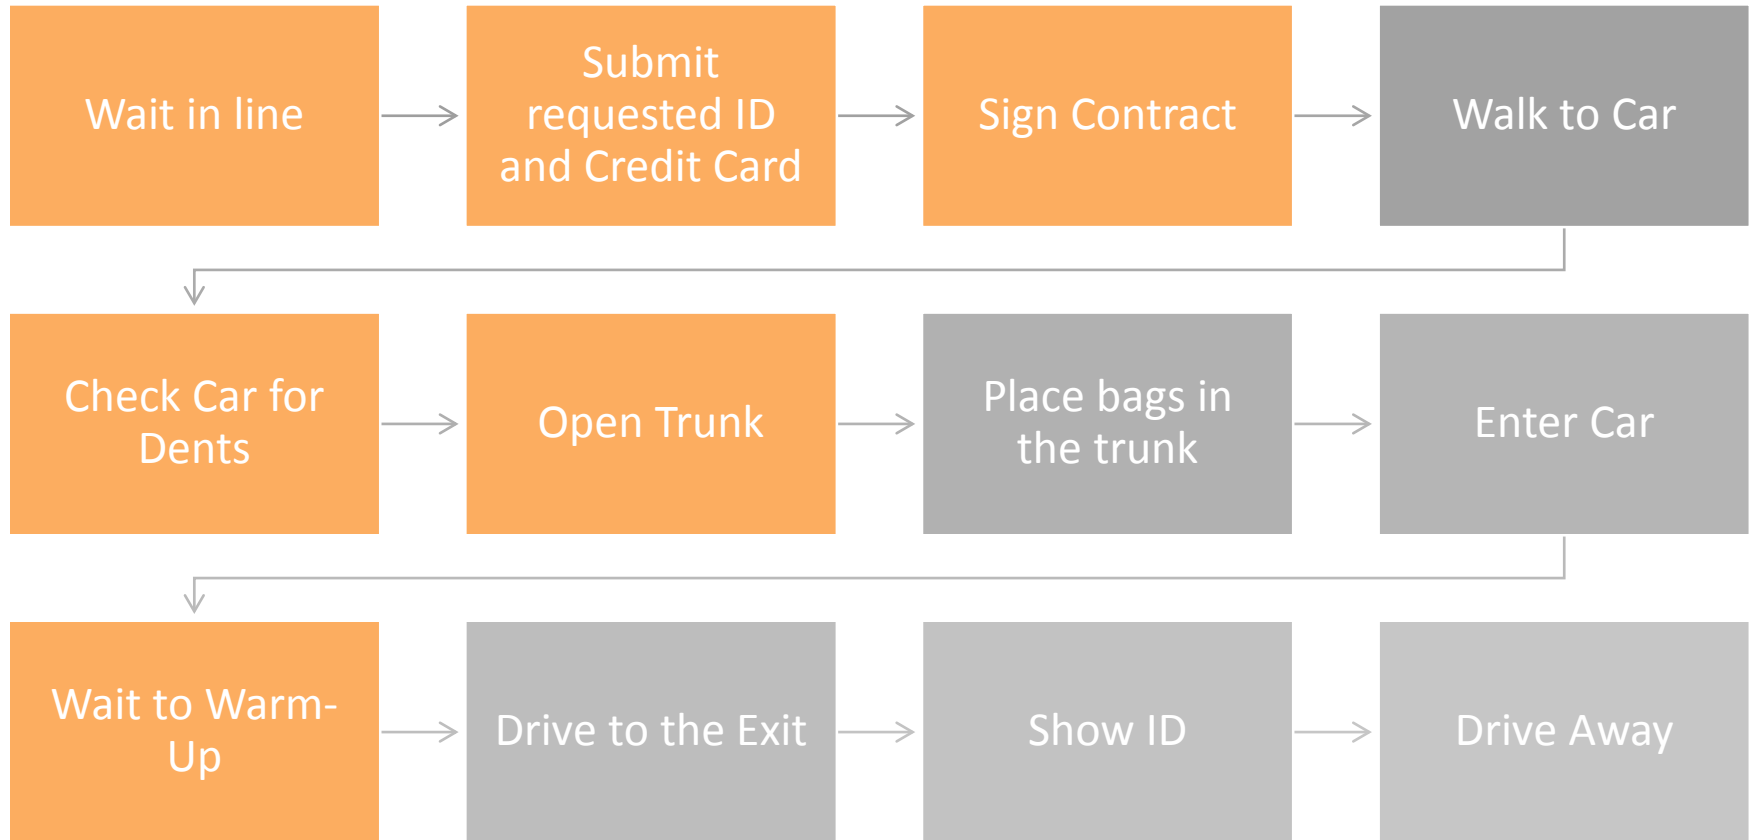 Wait in line
Submit
requested ID
and Credit Card
Sign Contract
Walk to Car
Check Car for
Dents
Open Trunk
Place bags in
the trunk
Enter Car
Wait to Warm-
Up
Drive to the Exit
Show ID
Drive Away